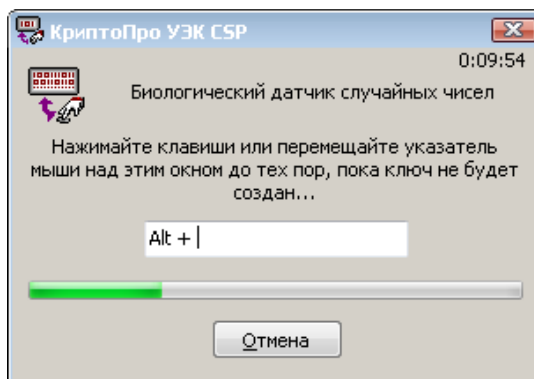 КриптоПро УЭК CSP
0:09:54
Биологический датчик случайных чисел
Нажимайте клавиши или перемещайте указатель
мыши над этим окном до тех пор, пока ключ не будет
создан...
Alt +
Отмена